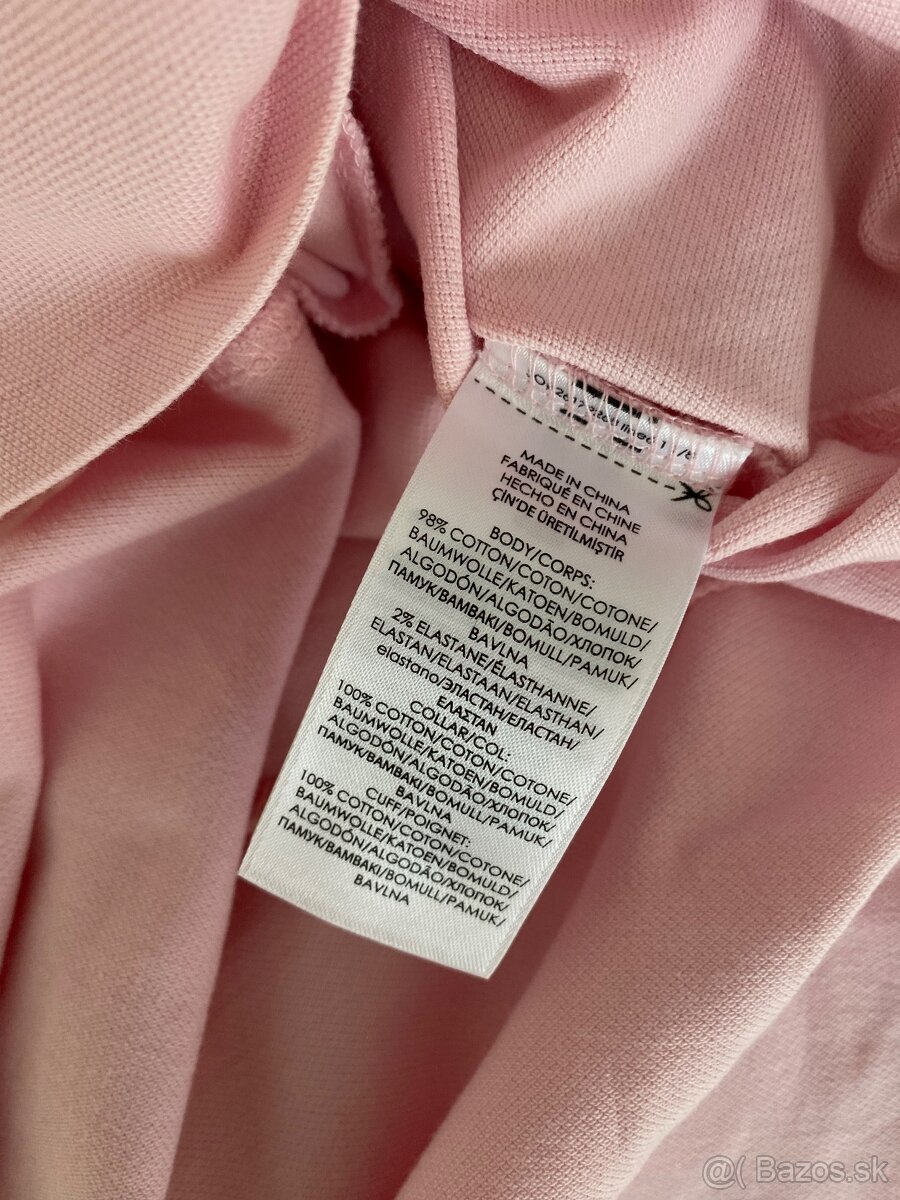 MADE IN CHINA
FABRIQUÉ EN CHINE
HECHO EN CHINA
ÇİN'DE ÜRETİLMİŞTİR
BODY/CORPS:
98% COTTON/COTON/COTONE/
BAUMWOLLE/KATOEN/BOMULD/
ALGODÓN/ALGODÃO/ХЛОПОК/
ПАМУК/BAMBAKI/BOMULL/PAMUK/
BAVLNA
2% ELASTANE/ÉLASTHANNE/
ELASTAN/ELASTAAN/ELASTHAN/
elastano/ЭЛАСТАН/ЕЛАСТАН/
ΕΛΑΣΤΑΝ
COLLAR/COL:
100% COTTON/COTON/COTONE/
BAUMWOLLE/KATOEN/BOMULD/
ALGODÓN/ALGODÃO/ХЛОПОК/
ПАМУК/BAMBAKI/BOMULL/PAMUK/
BAVLNA
CUFF/POIGNET:
100% COTTON/COTON/COTONE/
BAUMWOLLE/KATOEN/BOMULD/
ALGODÓN/ALGODÃO/ХЛОПОК/
ПАМУК/BAMBAKI/BOMULL/PAMUK/
BAVLNA
@( Bazos.sk